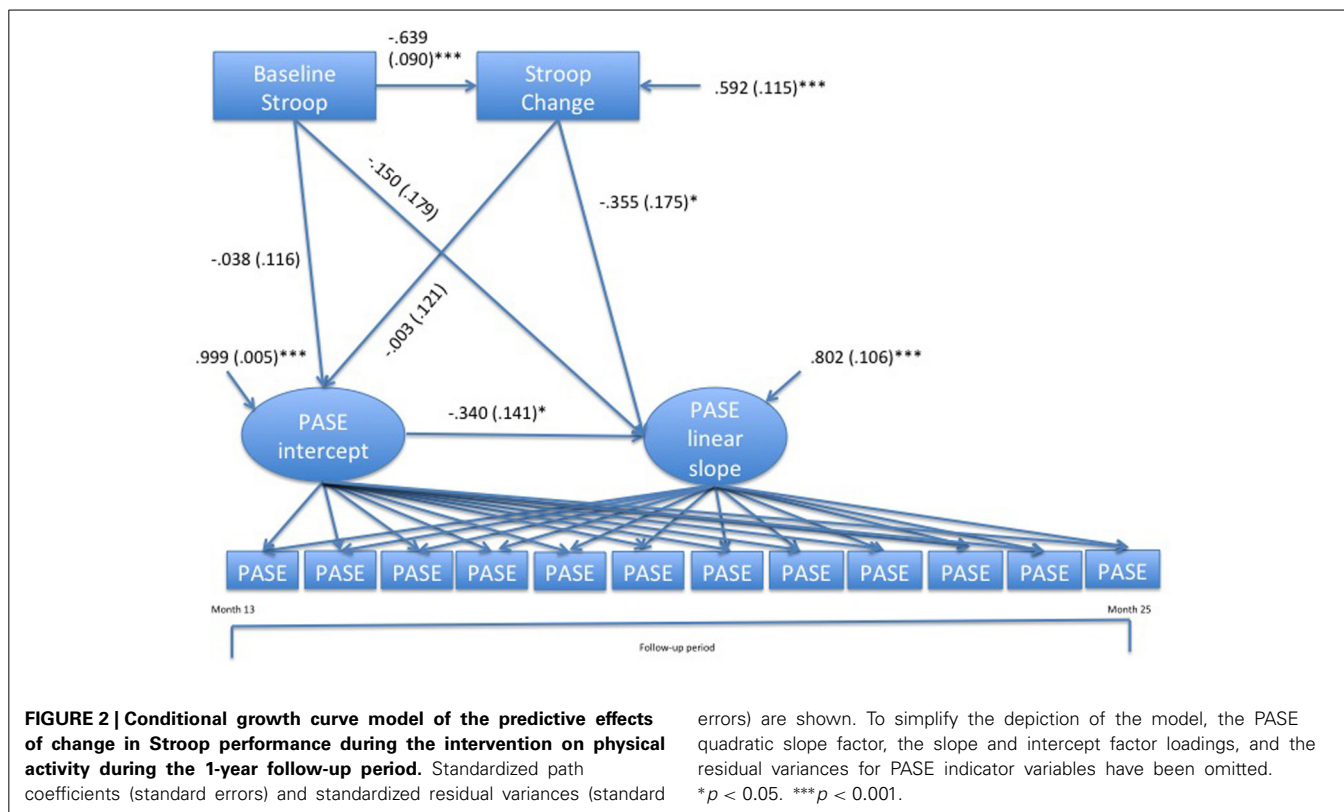 -.639
(.090)***
Baseline
Stroop
Stroop
Change
.592 (.115)***
-.150 (.179)
-.355 (.175)*
-.038 (.116)
-.003 (.121)
.999 (.005)***
.802 (.106)***
PASE
intercept
-.340 (.141)*
PASE
linear
slope
PASE PASE PASE PASE PASE PASE PASE PASE PASE PASE PASE PASE
Month 13 Month 25
Follow-up period
FIGURE 2 | Conditional growth curve model of the predictive effects
of change in Stroop performance during the intervention on physical
activity during the 1-year follow-up period. Standardized path
coefficients (standard errors) and standardized residual variances (standard
errors) are shown. To simplify the depiction of the model, the PASE
quadratic slope factor, the slope and intercept factor loadings, and the
residual variances for PASE indicator variables have been omitted.
*p < 0.05. ***p < 0.001.